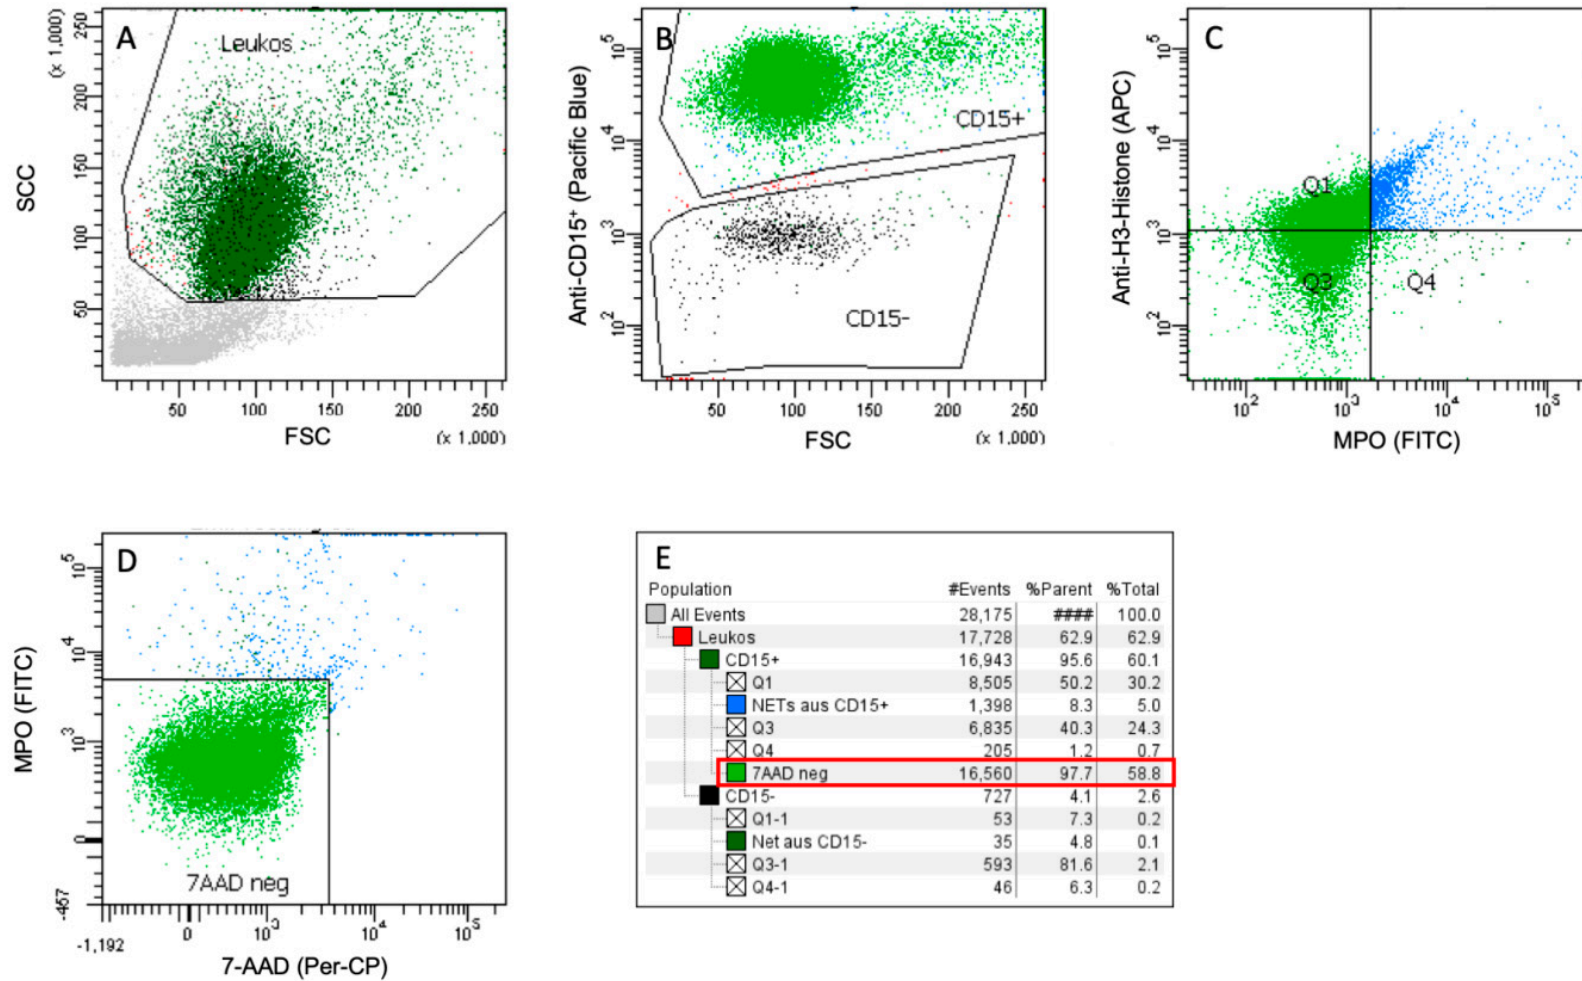 A
Leukos
(x 1,000)
250
200
150
100
50
SCC
50 100 150 200 250
FSC (x 1,000)
B
CD15+
CD15-
Anti-CD15⁺ (Pacific Blue)
10⁵
10⁴
10³
10²
50 100 150 200 250
FSC (x 1,000)
C
Q1
Q3
Q4
Anti-H3-Histone (APC)
10⁵
10⁴
10³
10²
10² 10³ 10⁴ 10⁵
MPO (FITC)
D
7AAD neg
MPO (FITC)
10⁵
10⁴
10³
0
-457
-1,192
0 10³ 10⁴ 10⁵
7-AAD (Per-CP)
E
Population #Events %Parent %Total
All Events 28,175 #### 100.0
Leukos 17,728 62.9 62.9
CD15+ 16,943 95.6 60.1
Q1 8,505 50.2 30.2
NETs aus CD15+ 1,398 8.3 5.0
Q3 6,835 40.3 24.3
Q4 205 1.2 0.7
7AAD neg 16,560 97.7 58.8
CD15- 727 4.1 2.6
Q1-1 53 7.3 0.2
Net aus CD15- 35 4.8 0.1
Q3-1 593 81.6 2.1
Q4-1 46 6.3 0.2